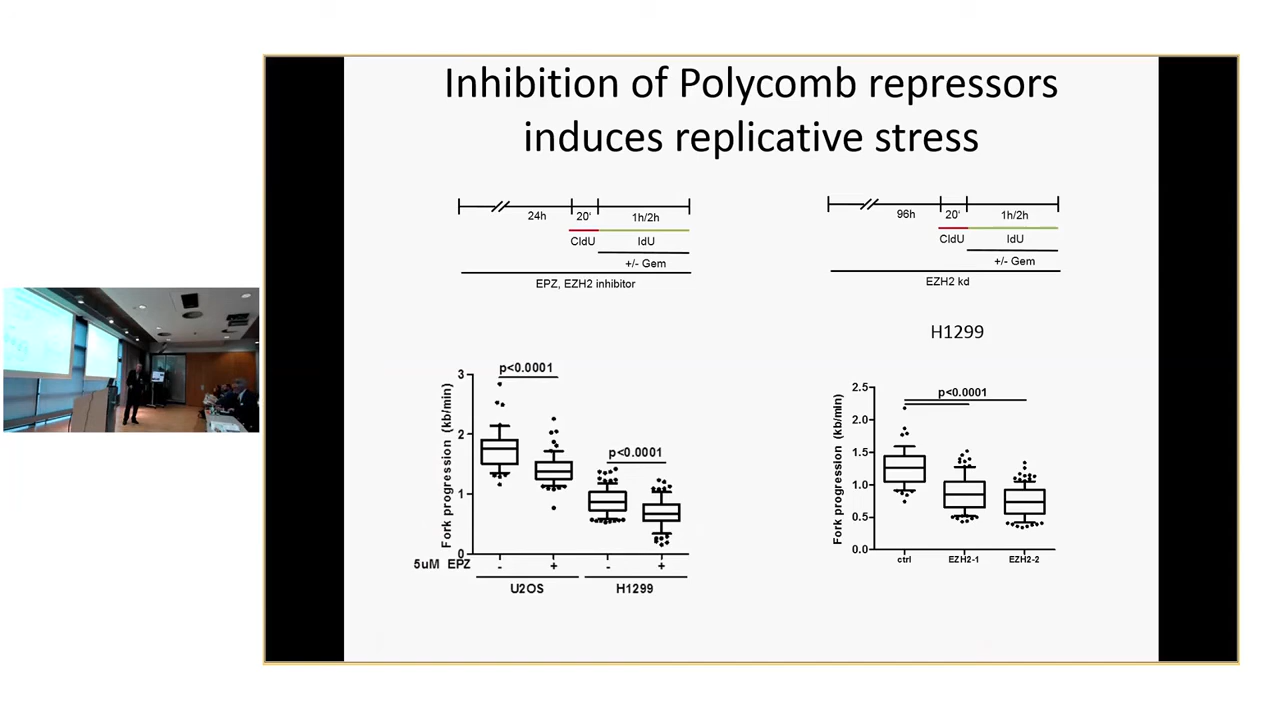 Inhibition of Polycomb repressors
induces replicative stress
24h 20' 1h/2h
CldU IdU
+/- Gem
EPZ, EZH2 inhibitor
96h 20' 1h/2h
CldU IdU
+/- Gem
EZH2 kd
H1299
p<0.0001
p<0.0001
3
2
1
0
Fork progression (kb/min)
5uM EPZ - + - +
U2OS H1299
p<0.0001
2.5
2.0
1.5
1.0
0.5
0.0
Fork progression (kb/min)
ctrl EZH2-1 EZH2-2